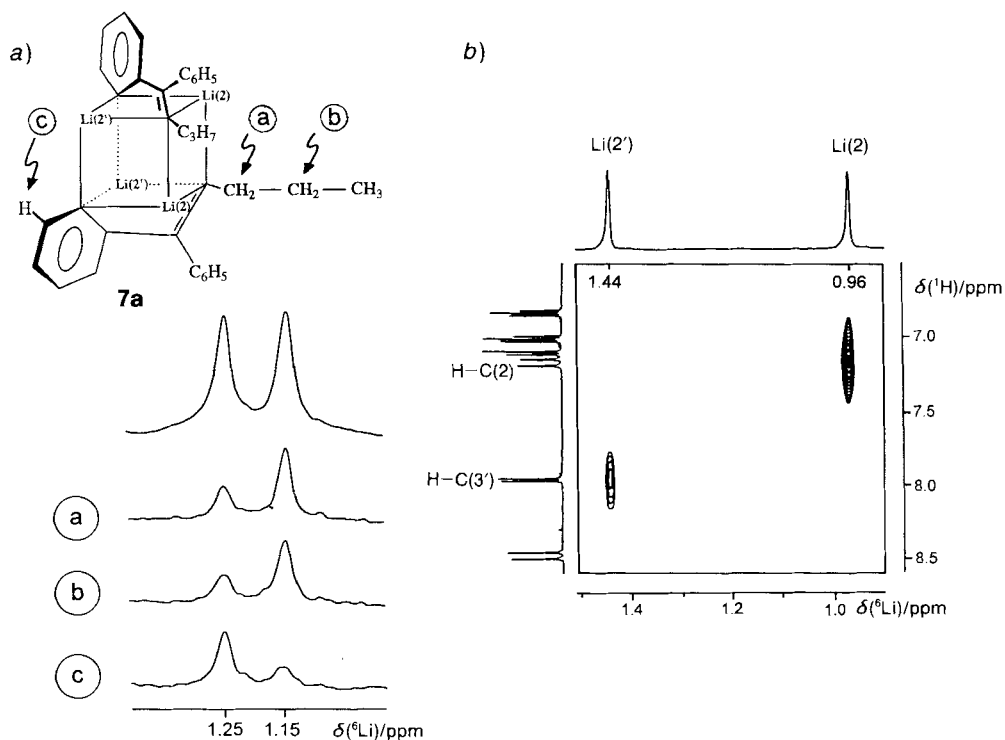 a)
C₆H₅
Li(2)
Li(2')
C₃H₇
c
a
b
Li(2')
H
Li(2)
CH₂—CH₂—CH₃
C₆H₅
7a
a
b
c
1.25 1.15 δ(⁶Li)/ppm
b)
Li(2') Li(2)
1.44 0.96
δ(¹H)/ppm
7.0
H–C(2)
7.5
H–C(3')
8.0
8.5
1.4 1.2 1.0 δ(⁶Li)/ppm